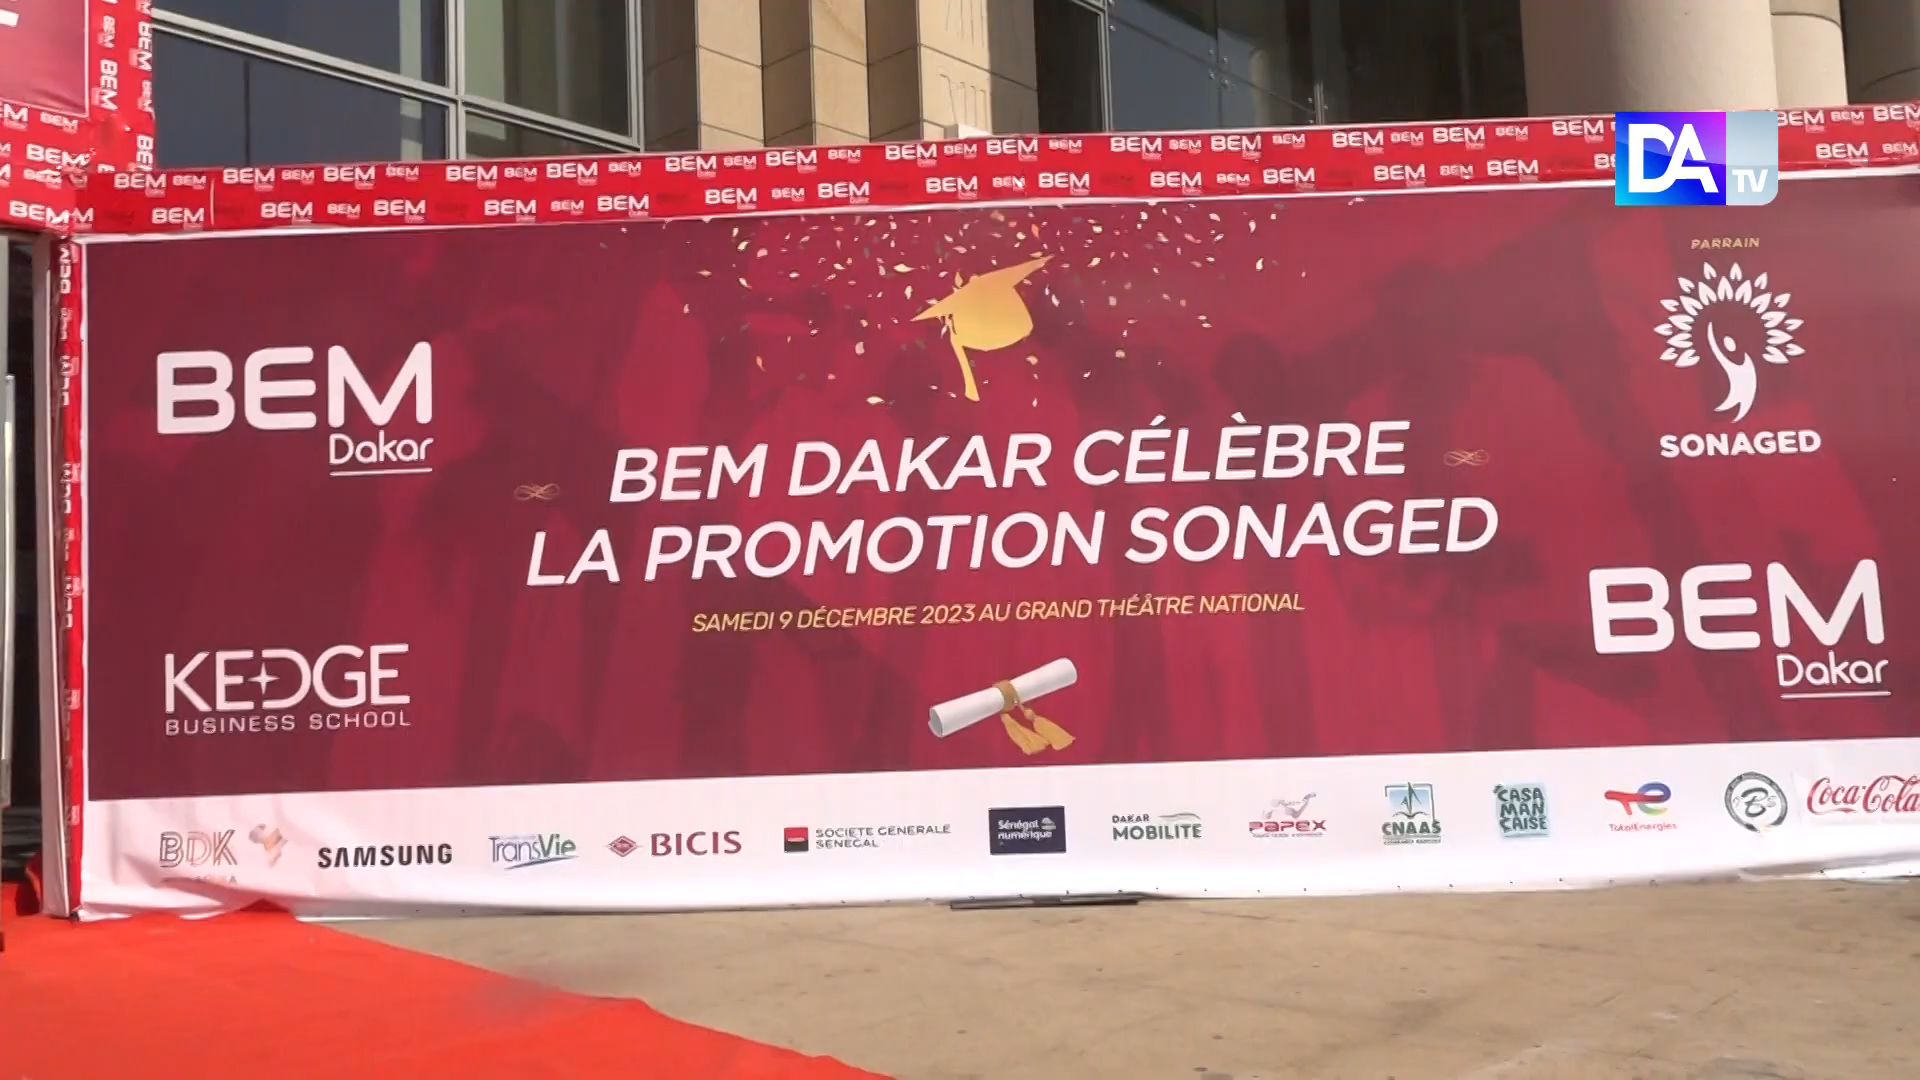 DA TV
BEM Dakar
PARRAIN
SONAGED
BEM DAKAR CÉLÈBRE
LA PROMOTION SONAGED
SAMEDI 9 DÉCEMBRE 2023 AU GRAND THÉÂTRE NATIONAL
KEDGE
BUSINESS SCHOOL
BEM
Dakar
BDK
SAMSUNG
TransVie
BICIS
SOCIETE GENERALE
SENEGAL
Sénégal
numérique
DAKAR
MOBILITÉ
PAPEX
CNAAS
CASA
MAN
CAISE
TotalEnergies
Coca-Cola